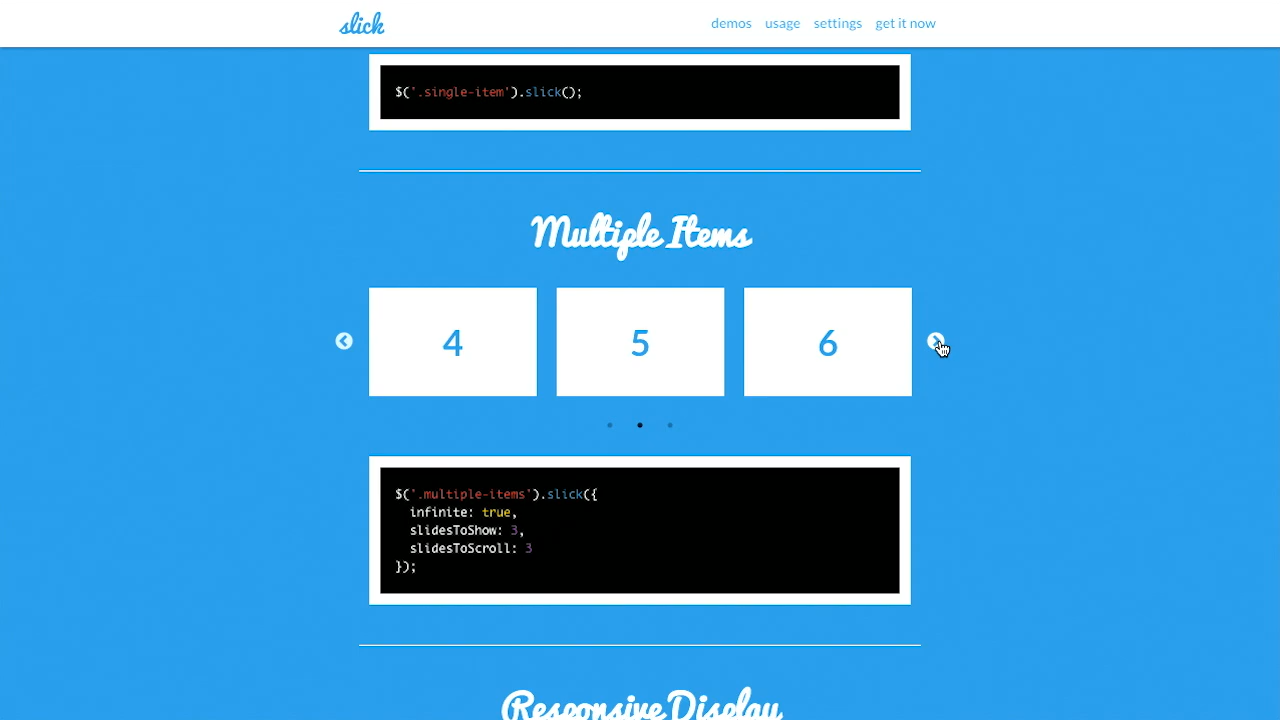 slick
demos usage settings get it now
$('.single-item').slick();
Multiple Items
4 5 6
$('.multiple-items').slick({
infinite: true,
slidesToShow: 3,
slidesToScroll: 3
});
Responsive Display